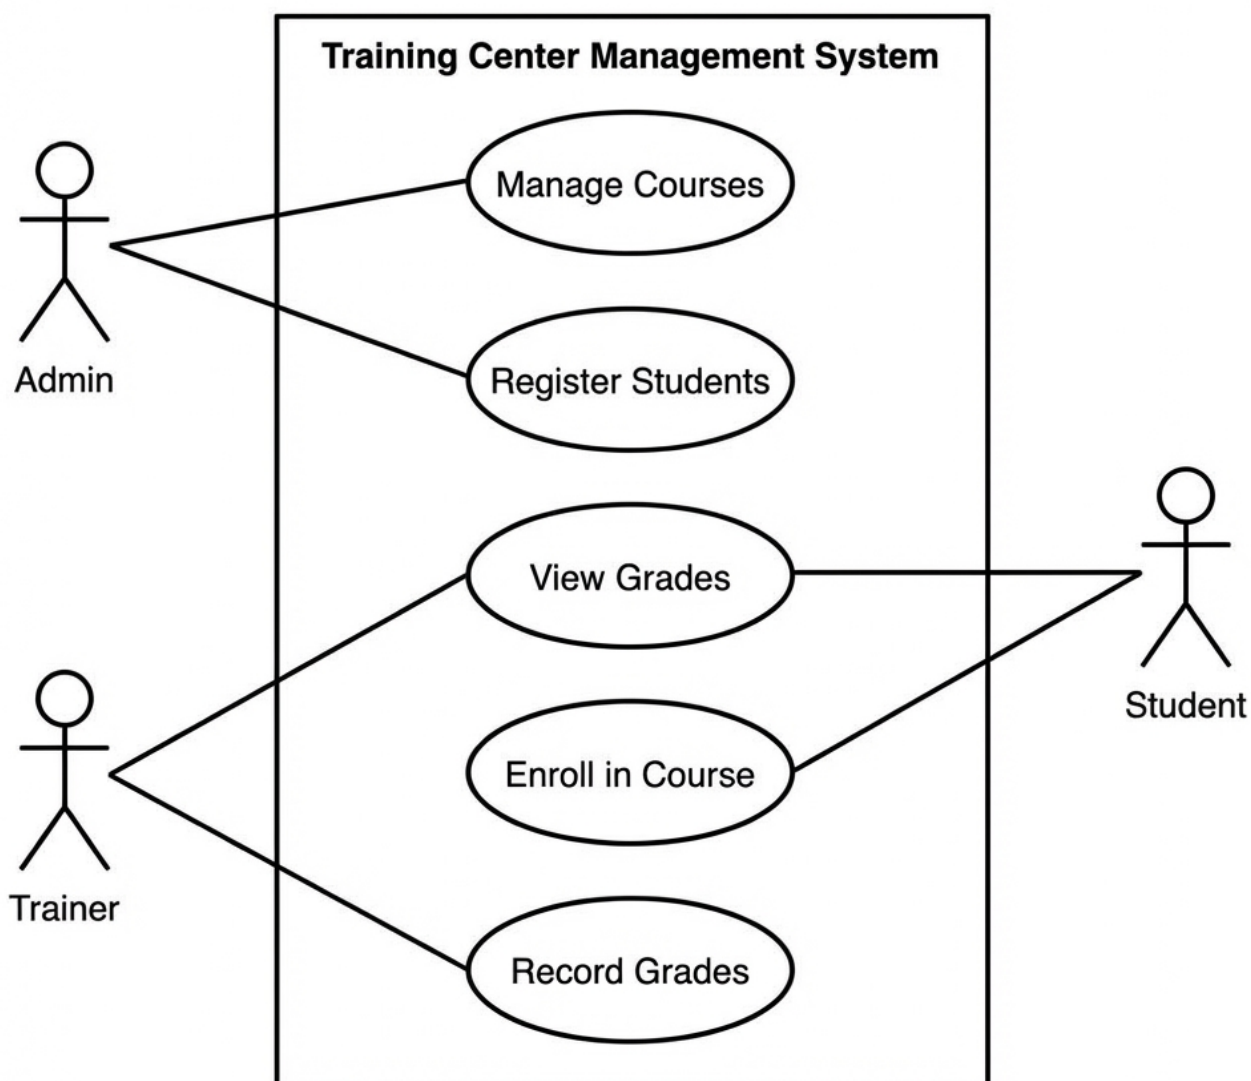 Training Center Management System
Manage Courses
Register Students
Admin
View Grades
Student
Enroll in Course
Trainer
Record Grades